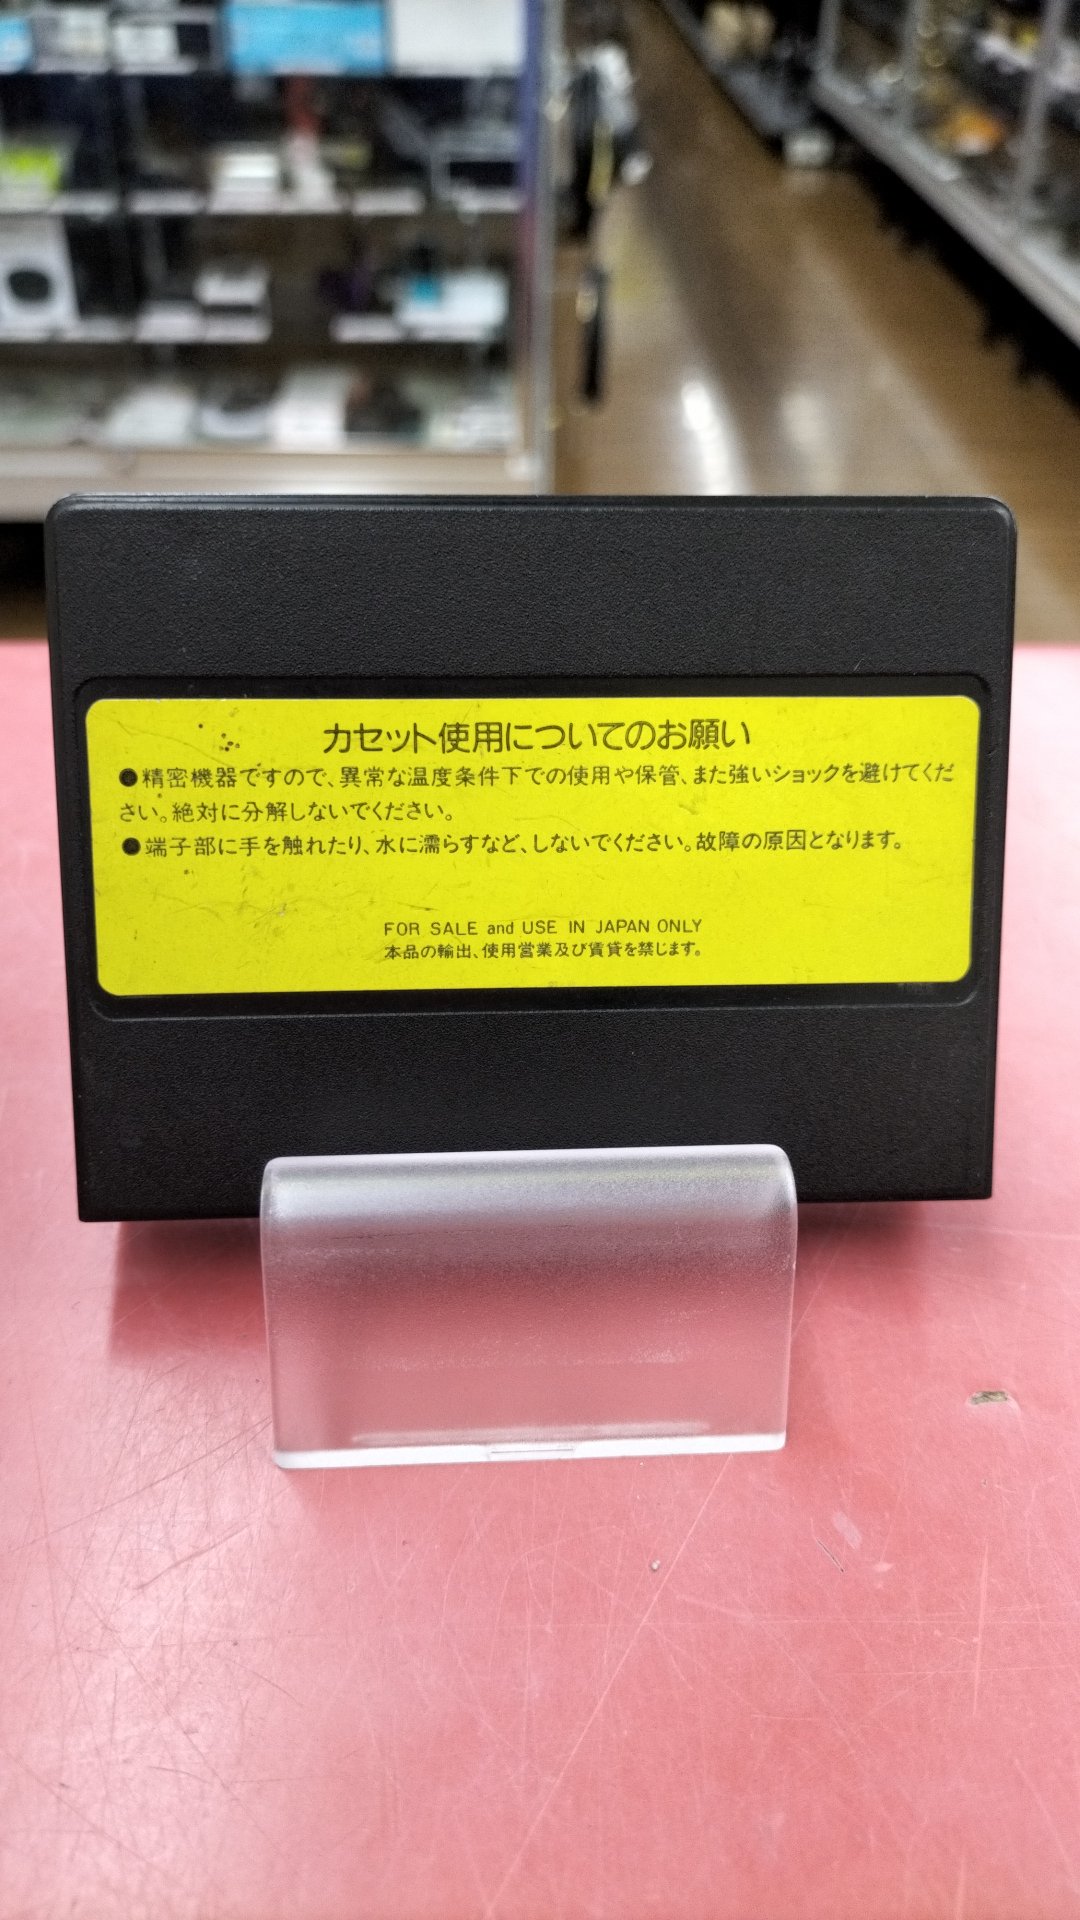 カセット使用についてのお願い
●精密機器ですので、異常な温度条件下での使用や保管、また強いショックを避けてくだ
さい。絶対に分解しないでください。
●端子部に手を触れたり、水に濡らすなど、しないでください。故障の原因となります。
FOR SALE and USE IN JAPAN ONLY
本品の輸出、使用営業及び賃貸を禁じます。